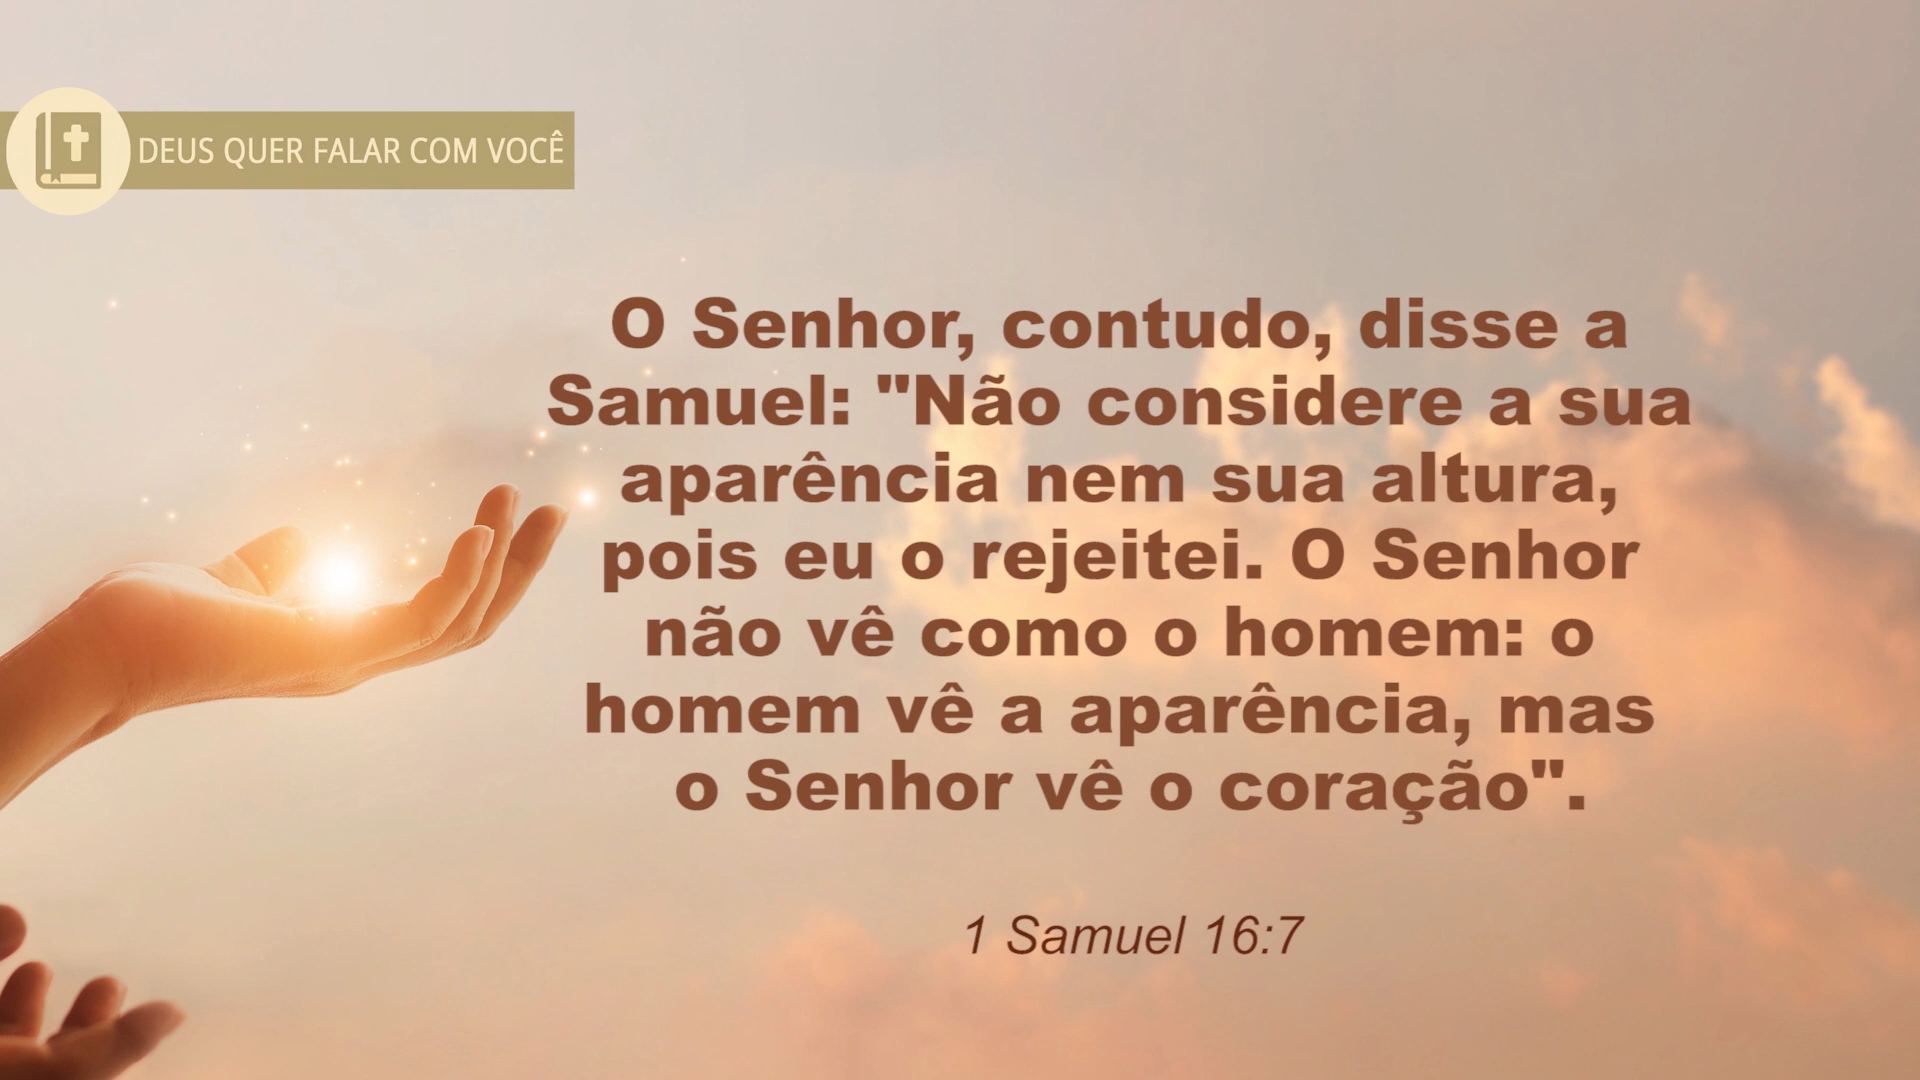 DEUS QUER FALAR COM VOCÊ
O Senhor, contudo, disse a
Samuel: "Não considere a sua
aparência nem sua altura,
pois eu o rejeitei. O Senhor
não vê como o homem: o
homem vê a aparência, mas
o Senhor vê o coração".
1 Samuel 16:7